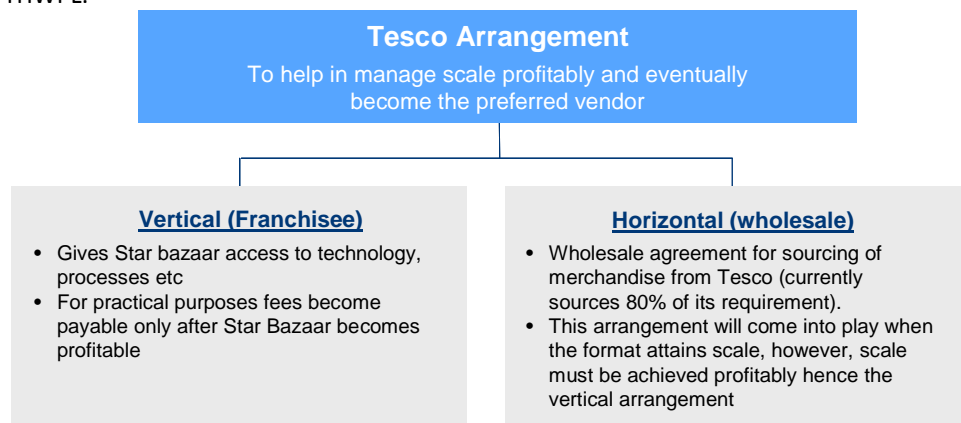 Tesco Arrangement
To help in manage scale profitably and eventually
become the preferred vendor
Vertical (Franchisee)
• Gives Star bazaar access to technology,
processes etc
• For practical purposes fees become
payable only after Star Bazaar becomes
profitable
Horizontal (wholesale)
• Wholesale agreement for sourcing of
merchandise from Tesco (currently
sources 80% of its requirement).
• This arrangement will come into play when
the format attains scale, however, scale
must be achieved profitably hence the
vertical arrangement